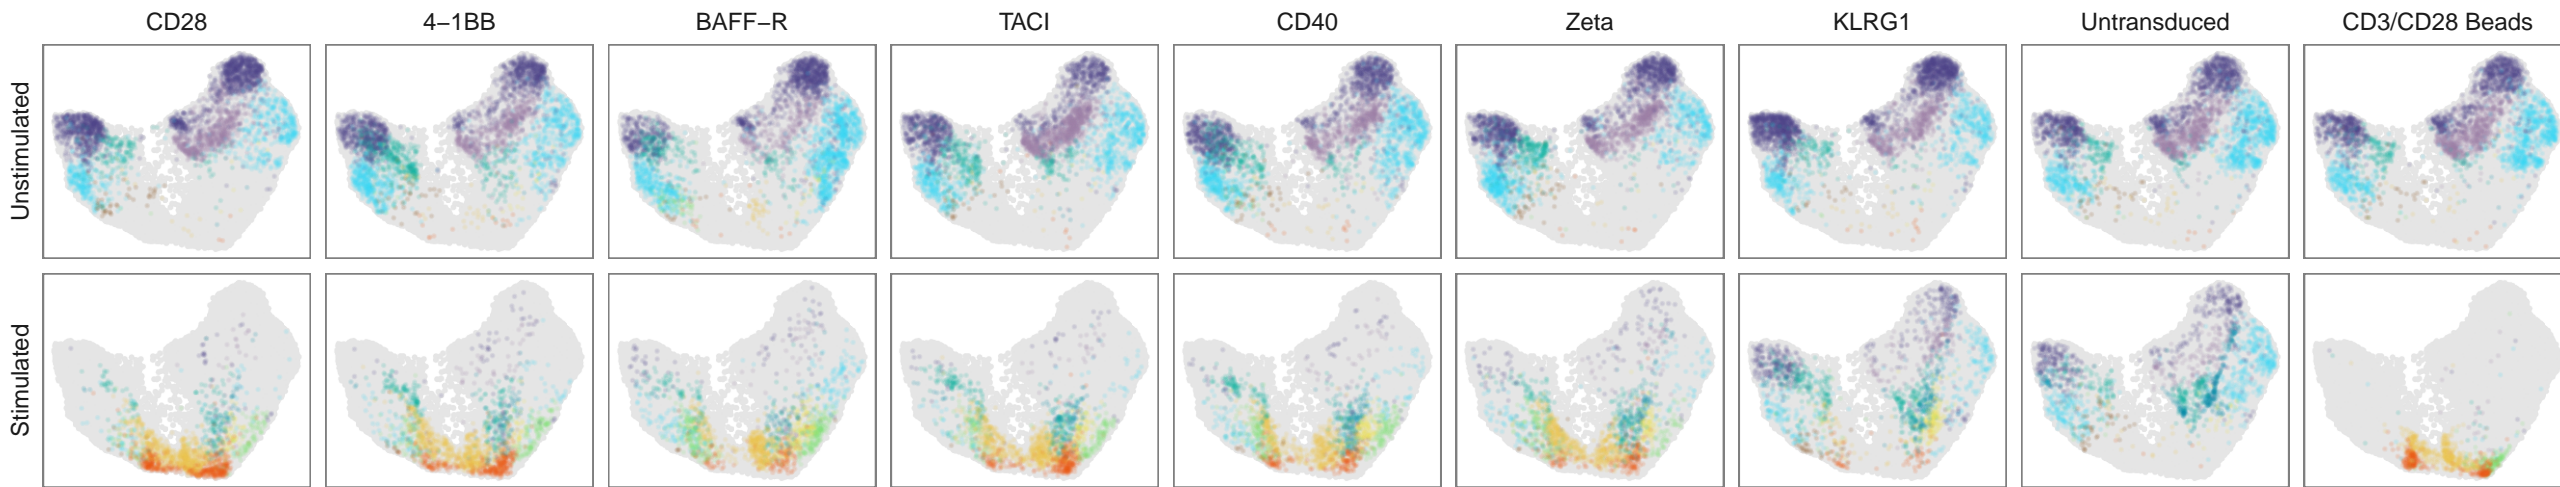 CD28 4−1BB BAFF−R TACI CD40 Zeta KLRG1 Untransduced CD3/CD28 Beads
Unstimulated
Stimulated